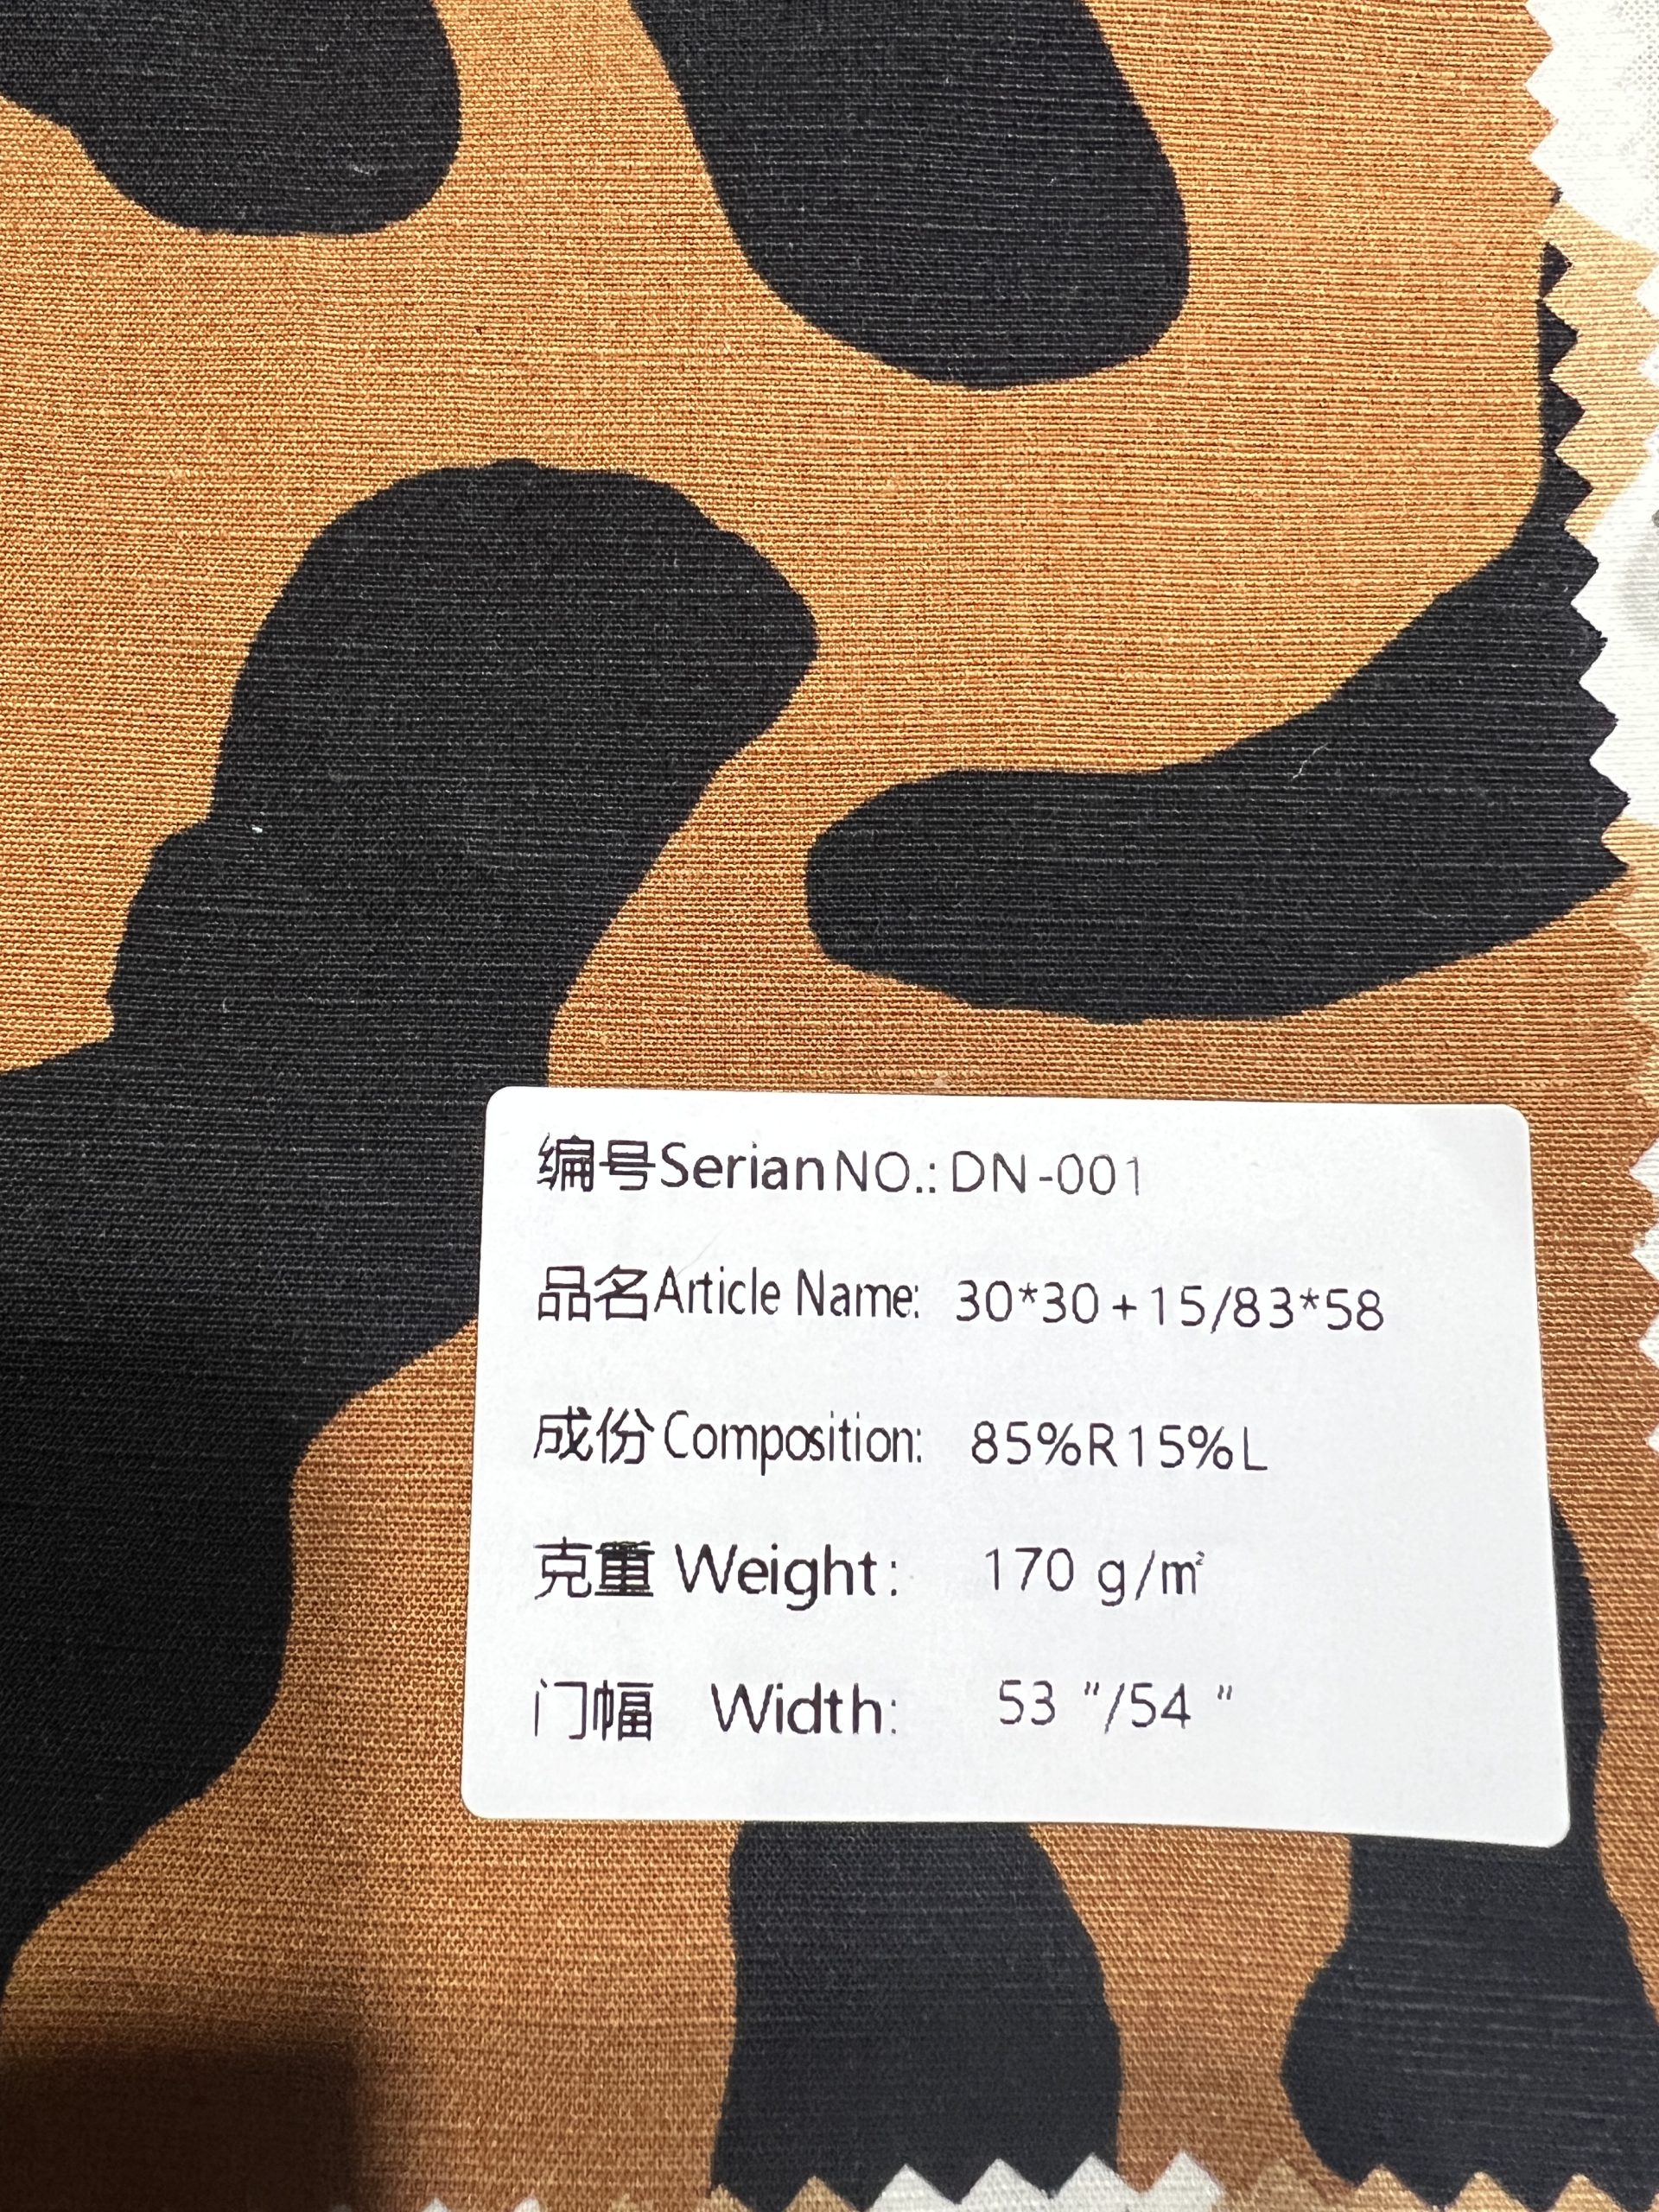 编号SerianNO.: DN-001
品名Article Name: 30*30+15/83*58
成份Composition: 85%R15%L
克重 Weight: 170 g/㎡
门幅 Width: 53 "/54 "